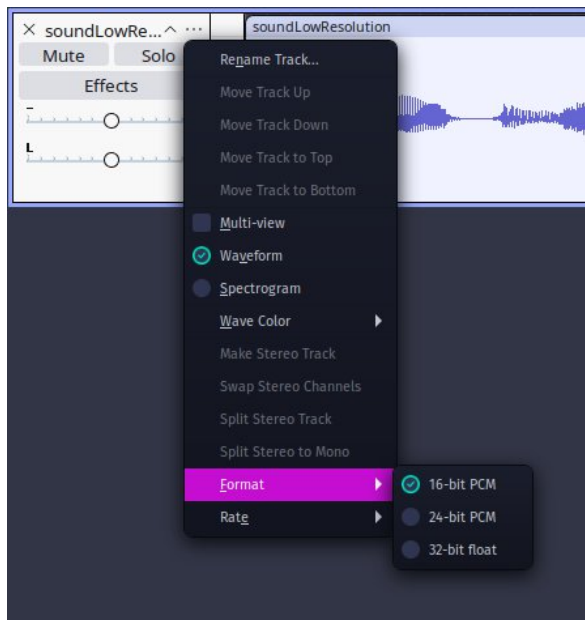 soundLowRe... ...
soundLowResolution
Mute Solo
Effects
L
Rename Track...
Move Track Up
Move Track Down
Move Track to Top
Move Track to Bottom
Multi-view
Waveform
Spectrogram
Wave Color
Make Stereo Track
Swap Stereo Channels
Split Stereo Track
Split Stereo to Mono
Format
Rate
16-bit PCM
24-bit PCM
32-bit float